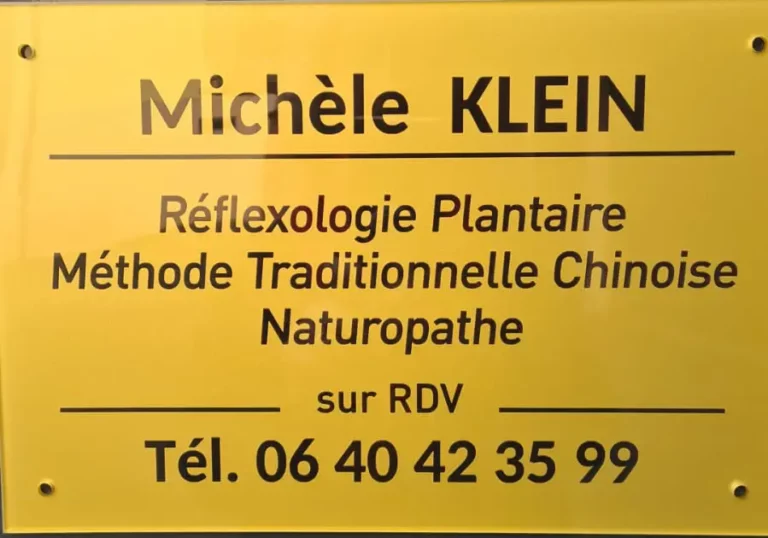 Michèle KLEIN
Réflexologie Plantaire
Méthode Traditionnelle Chinoise
Naturopathe
sur RDV
Tél. 06 40 42 35 99